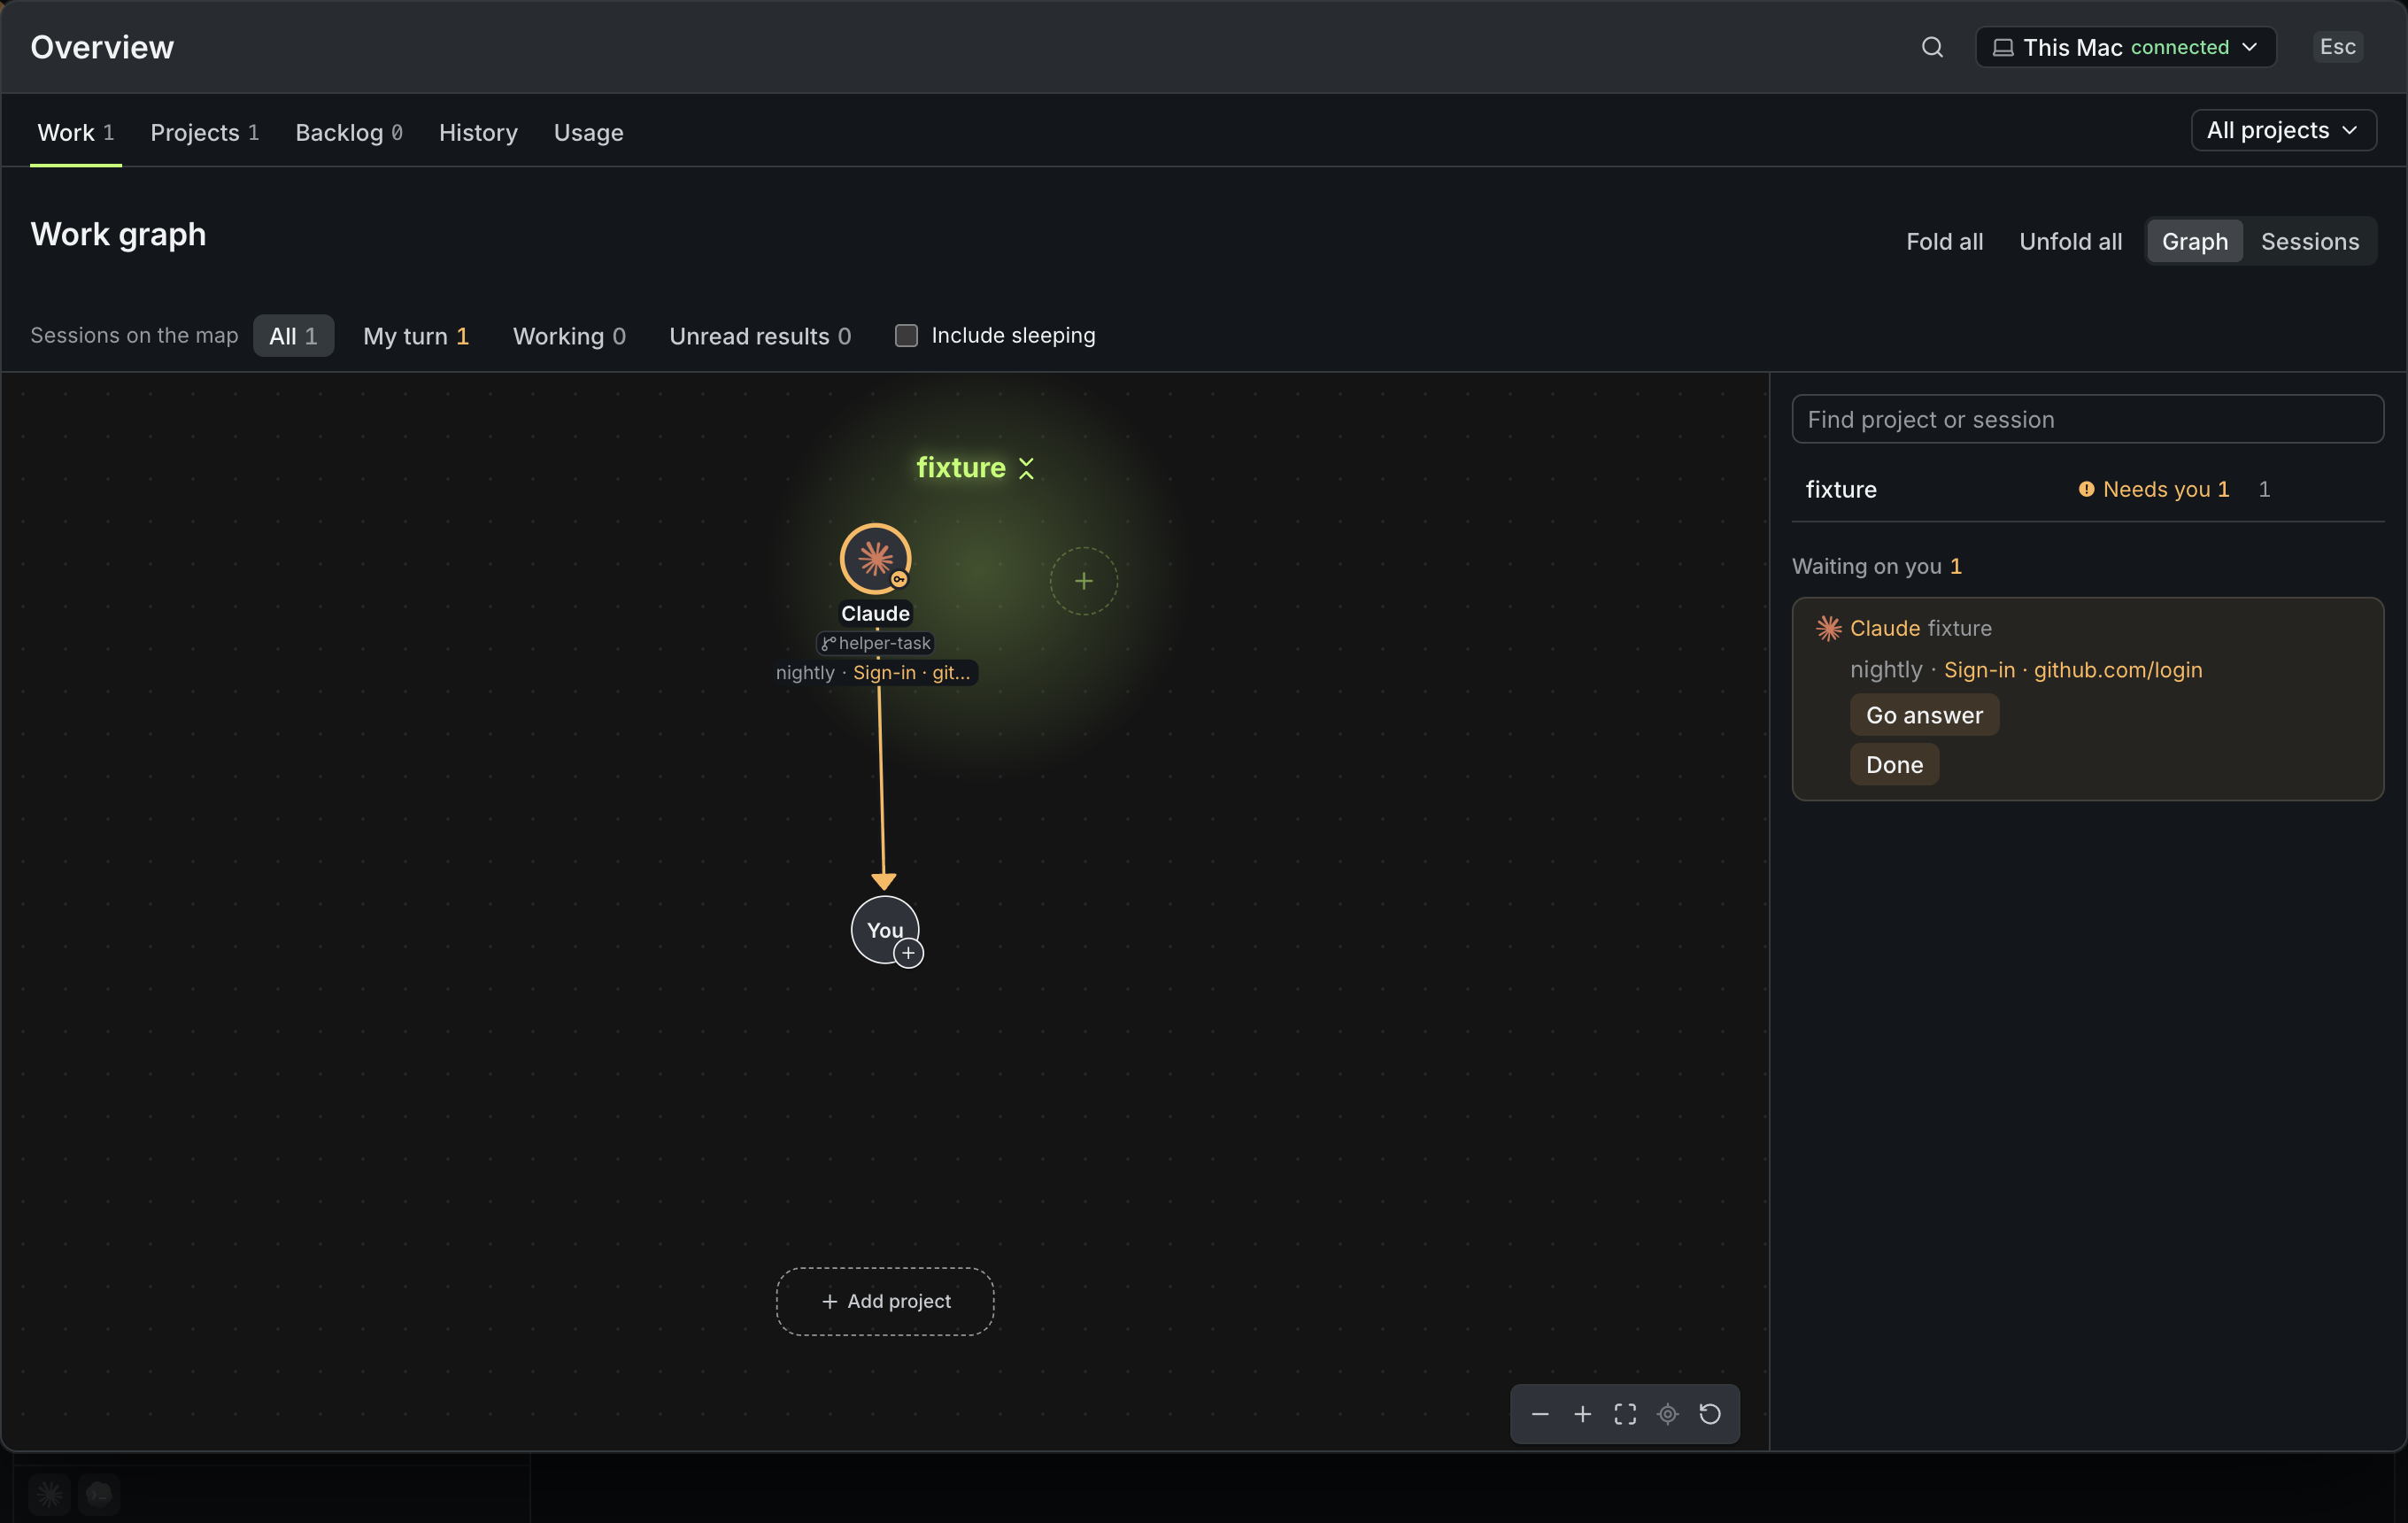 Overview
This Mac connected
Esc
Work 1
Projects 1
Backlog 0
History
Usage
All projects
Work graph
Fold all
Unfold all
Graph
Sessions
Sessions on the map
All 1
My turn 1
Working 0
Unread results 0
Include sleeping
fixture
Claude
helper-task
nightly · Sign-in · git...
You
+ Add project
Find project or session
fixture
Needs you 1
1
Waiting on you 1
Claude fixture
nightly · Sign-in · github.com/login
Go answer
Done